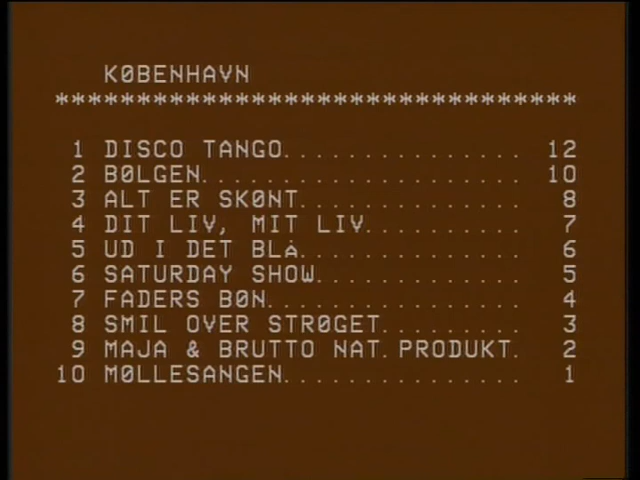 KØBENHAVN
********************************
1 DISCO TANGO............... 12
2 BØLGEN.................... 10
3 ALT ER SKØNT.............. 8
4 DIT LIV, MIT LIV.......... 7
5 UD I DET BLÅ.............. 6
6 SATURDAY SHOW............. 5
7 FADERS BØN................ 4
8 SMIL OVER STRØGET......... 3
9 MAJA & BRUTTO NAT. PRODUKT. 2
10 MØLLESANGEN............... 1